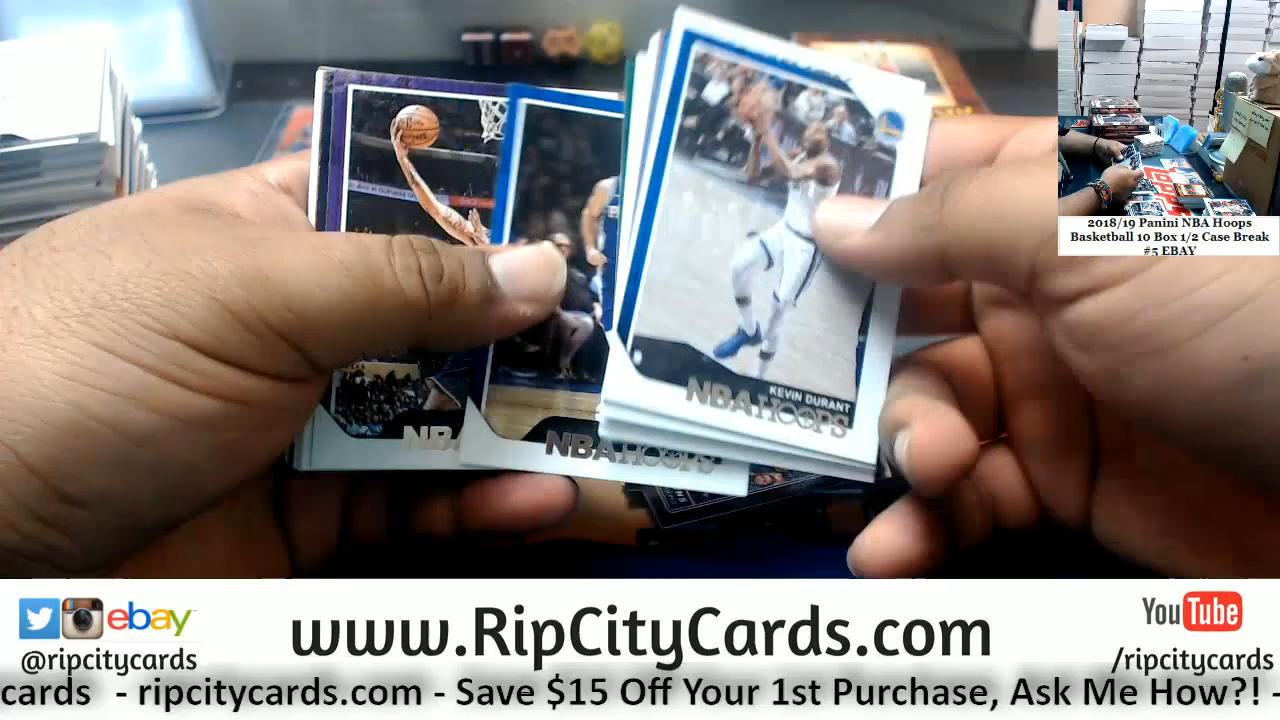 2018/19 Panini NBA Hoops
Basketball 10 Box 1/2 Case Break
#5 EBAY
KEVIN DURANT
NBA HOOPS
NBA HOOPS
NB
ebay
@ripcitycards
www.RipCityCards.com
YouTube
/ripcitycards
cards - ripcitycards.com - Save $15 Off Your 1st Purchase, Ask Me How?! -